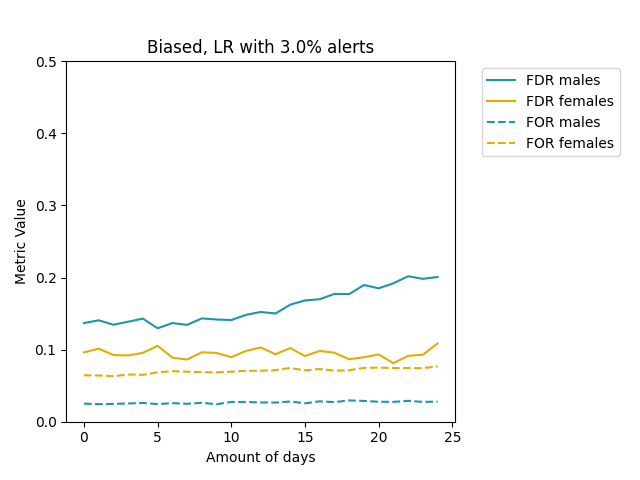 Biased, LR with 3.0% alerts
0.5
0.4
0.3
0.2
0.1
0.0
Metric Value
0
5
10
15
20
25
Amount of days
FDR males
FDR females
FOR males
FOR females